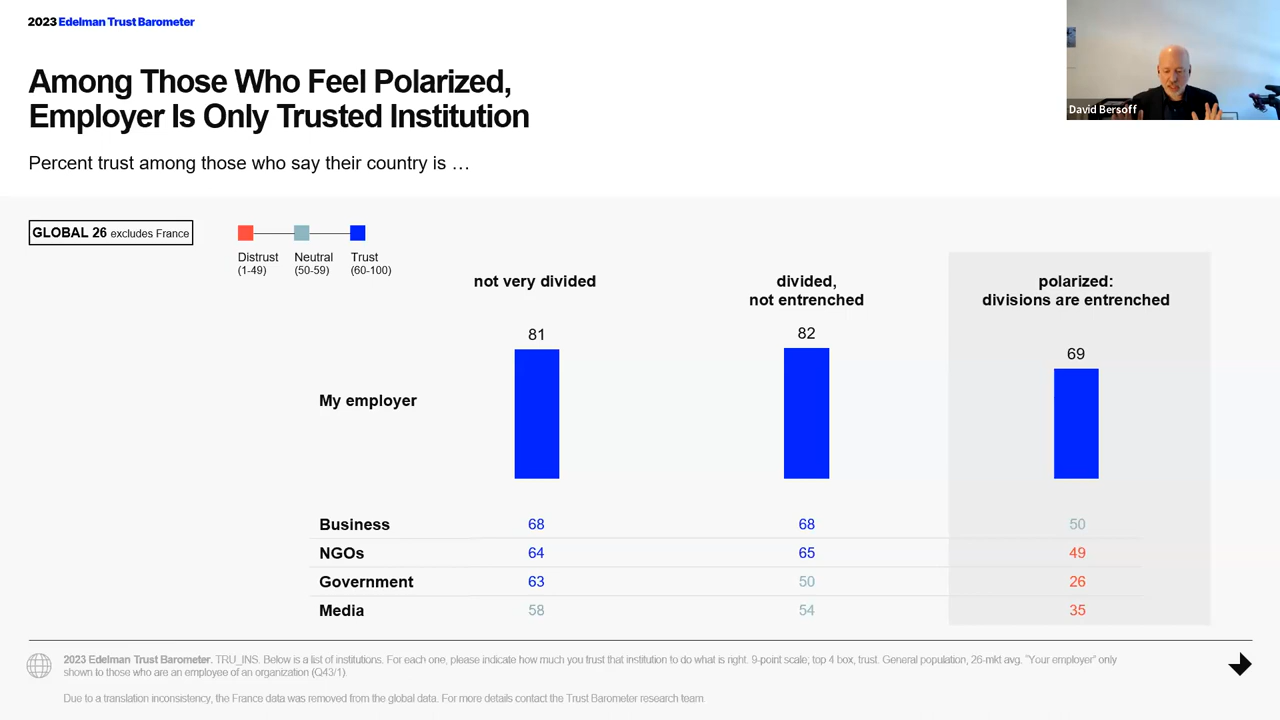 2023 Edelman Trust Barometer
Among Those Who Feel Polarized,
Employer Is Only Trusted Institution
Percent trust among those who say their country is …
David Bersoff
GLOBAL 26 excludes France
Distrust Neutral Trust
(1-49) (50-59) (60-100)
not very divided
divided,
not entrenched
polarized:
divisions are entrenched
My employer 81 82 69
Business 68 68 50
NGOs 64 65 49
Government 63 50 26
Media 58 54 35
2023 Edelman Trust Barometer. TRU_INS. Below is a list of institutions. For each one, please indicate how much you trust that institution to do what is right. 9-point scale; top 4 box, trust. General population, 26-mkt avg. "Your employer" only
shown to those who are an employee of an organization (Q43/1).
Due to a translation inconsistency, the France data was removed from the global data. For more details contact the Trust Barometer research team.